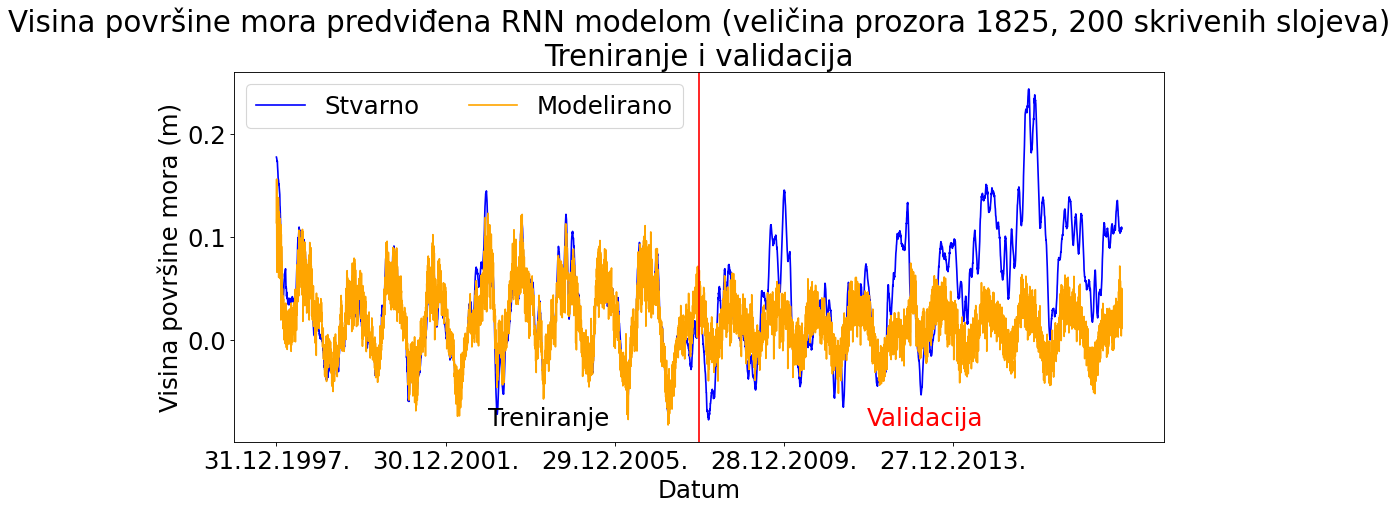 Visina površine mora predviđena RNN modelom (veličina prozora 1825, 200 skrivenih slojeva)
Treniranje i validacija
Stvarno
Modelirano
Visina površine mora (m)
0.2
0.1
0.0
Treniranje
Validacija
31.12.1997.
30.12.2001.
29.12.2005.
28.12.2009.
27.12.2013.
Datum